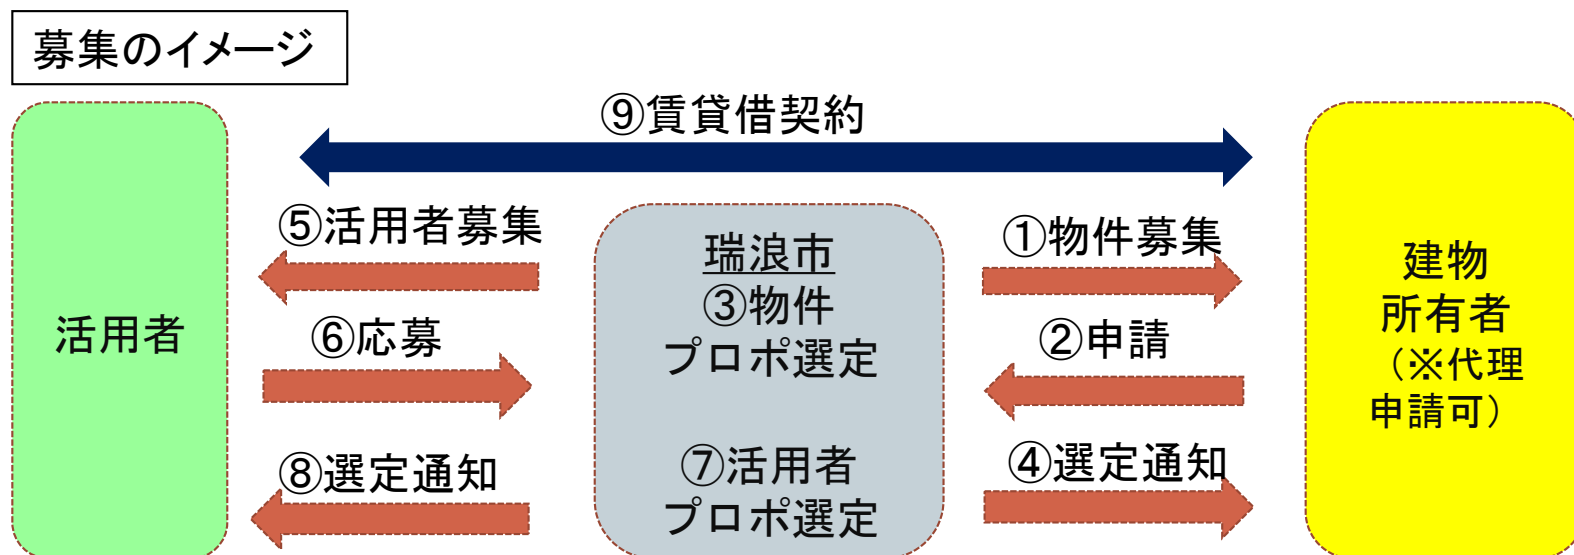 募集のイメージ
⑨賃貸借契約
⑤活用者募集
①物件募集
瑞浪市
③物件
プロポ選定
⑦活用者
プロポ選定
活用者
⑥応募
②申請
⑧選定通知
④選定通知
建物
所有者
（※代理
申請可）